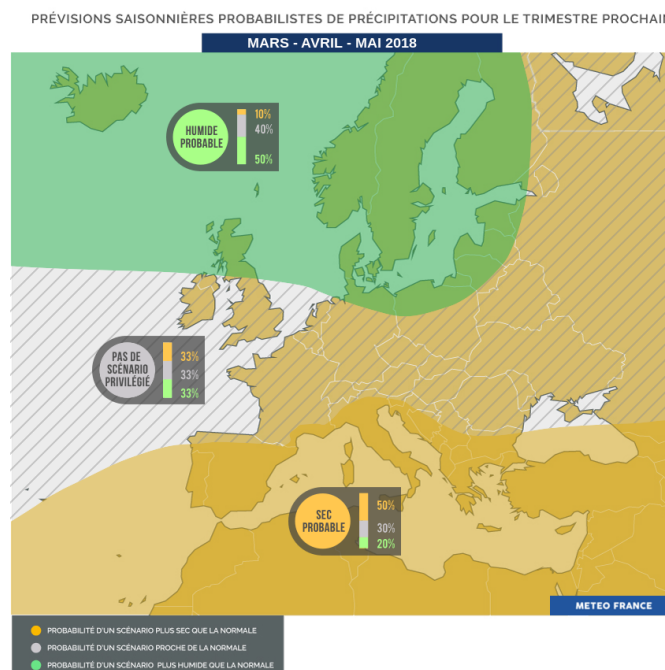 PRÉVISIONS SAISONNIÈRES PROBABILISTES DE PRÉCIPITATIONS POUR LE TRIMESTRE PROCHAIN
MARS - AVRIL - MAI 2018
HUMIDE
PROBABLE
10%
40%
50%
PAS DE
SCÉNARIO
PRIVILÉGIÉ
33%
33%
33%
SEC
PROBABLE
50%
30%
20%
METEO FRANCE
PROBABILITÉ D'UN SCÉNARIO PLUS SEC QUE LA NORMALE
PROBABILITÉ D'UN SCÉNARIO PROCHE DE LA NORMALE
PROBABILITÉ D'UN SCÉNARIO PLUS HUMIDE QUE LA NORMALE